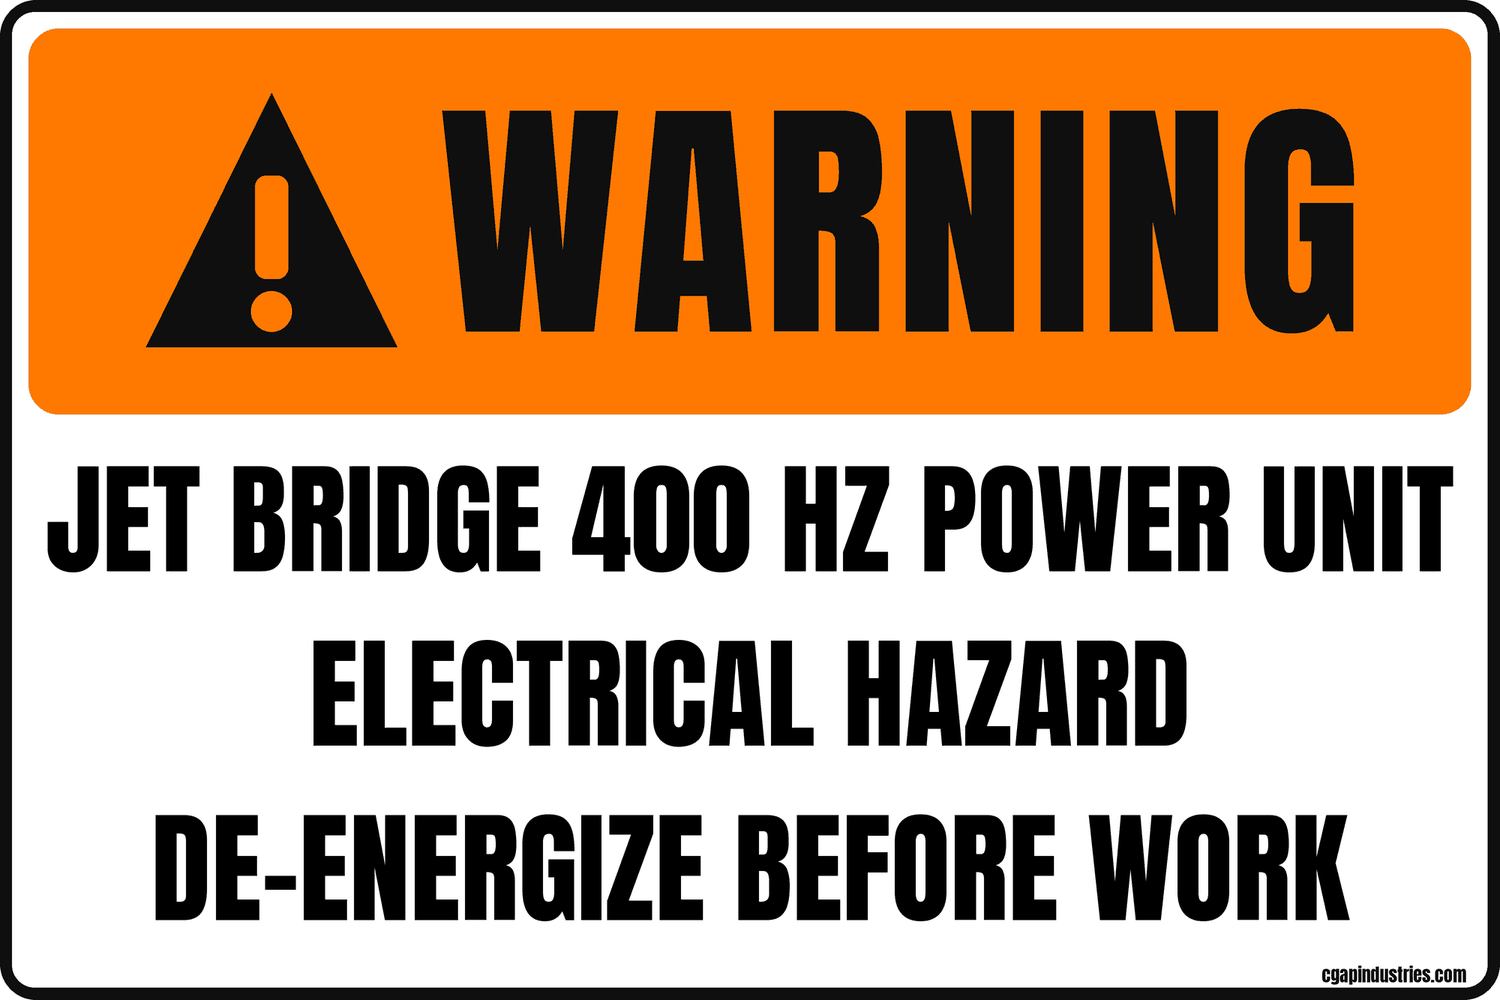 WARNING
JET BRIDGE 400 HZ POWER UNIT
ELECTRICAL HAZARD
DE-ENERGIZE BEFORE WORK
cgapindustries.com